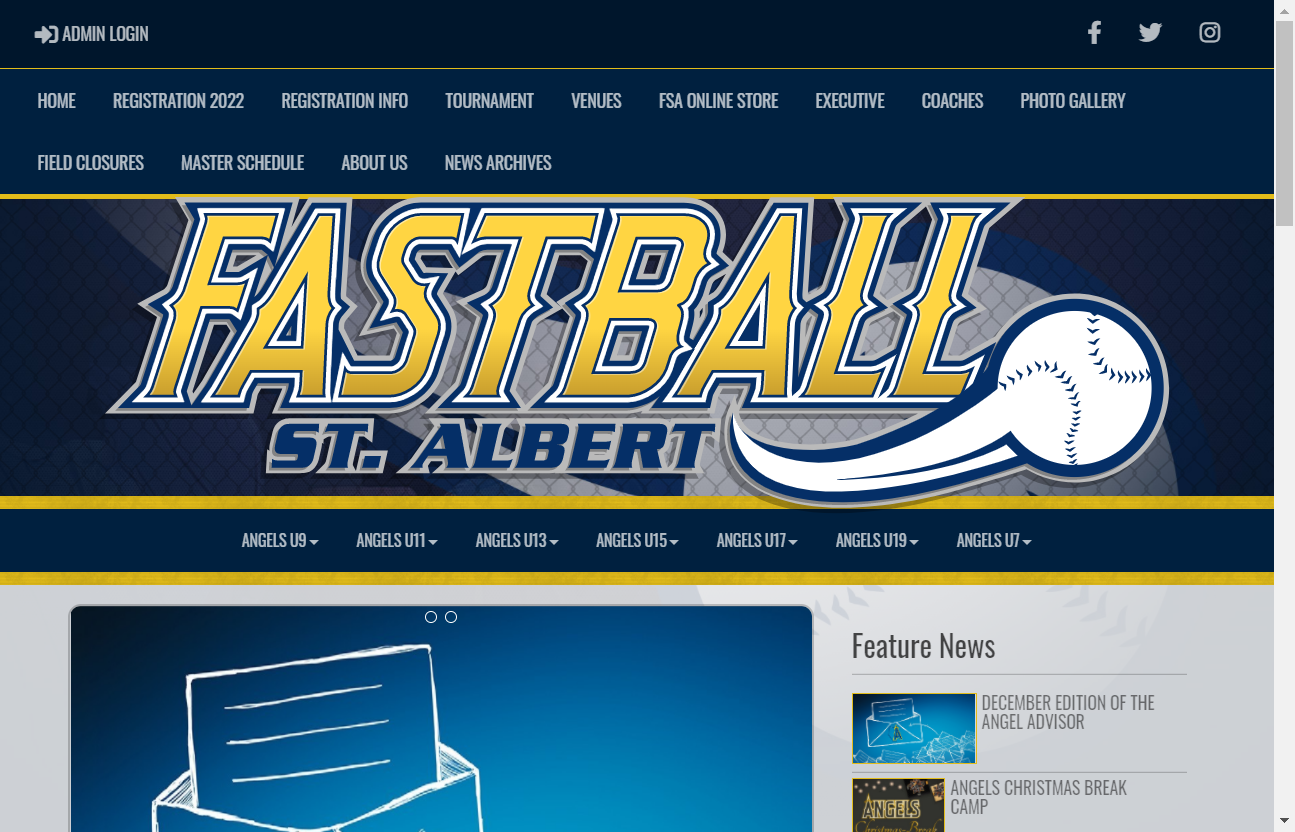 ADMIN LOGIN
HOME REGISTRATION 2022 REGISTRATION INFO TOURNAMENT VENUES FSA ONLINE STORE EXECUTIVE COACHES PHOTO GALLERY
FIELD CLOSURES MASTER SCHEDULE ABOUT US NEWS ARCHIVES
FASTBALL
ST. ALBERT
ANGELS U9 ANGELS U11 ANGELS U13 ANGELS U15 ANGELS U17 ANGELS U19 ANGELS U7
Feature News
DECEMBER EDITION OF THE
ANGEL ADVISOR
A
ANGELS CHRISTMAS BREAK
CAMP
ANGELS
Christmas Break